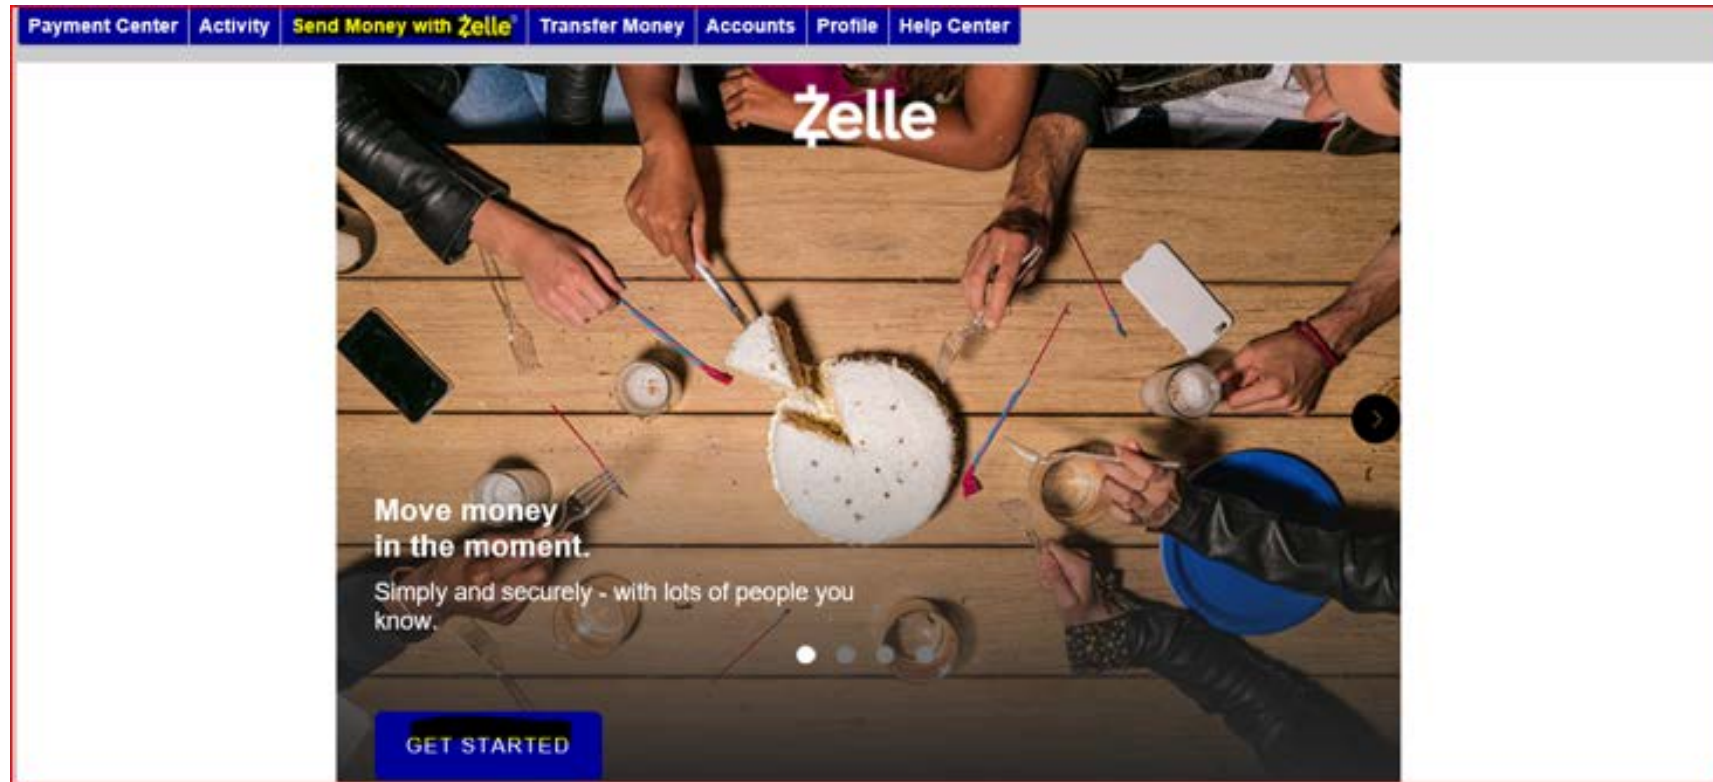 Payment Center Activity Send Money with Zelle® Transfer Money Accounts Profile Help Center
Zelle
Move money
in the moment.
Simply and securely - with lots of people you
know.
GET STARTED